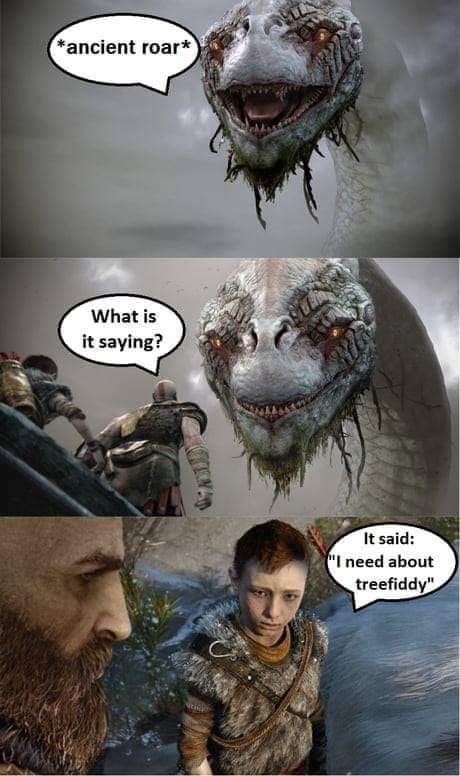 *ancient roar*
What is
it saying?
It said:
"I need about
treefiddy"